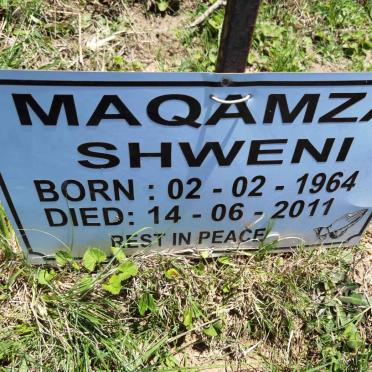 MAQAMZA
SHWENI
BORN : 02 - 02 - 1964
DIED: 14 - 06 - 2011
REST IN PEACE